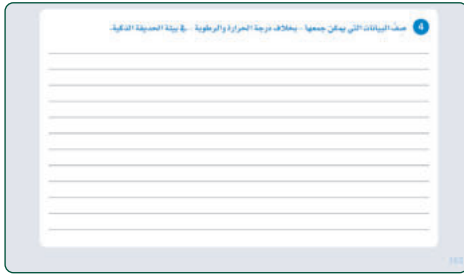 4 صف البيانات التي يمكن جمعها - بخلاف درجة الحرارة والرطوبة - في بيئة الحديقة الذكية.